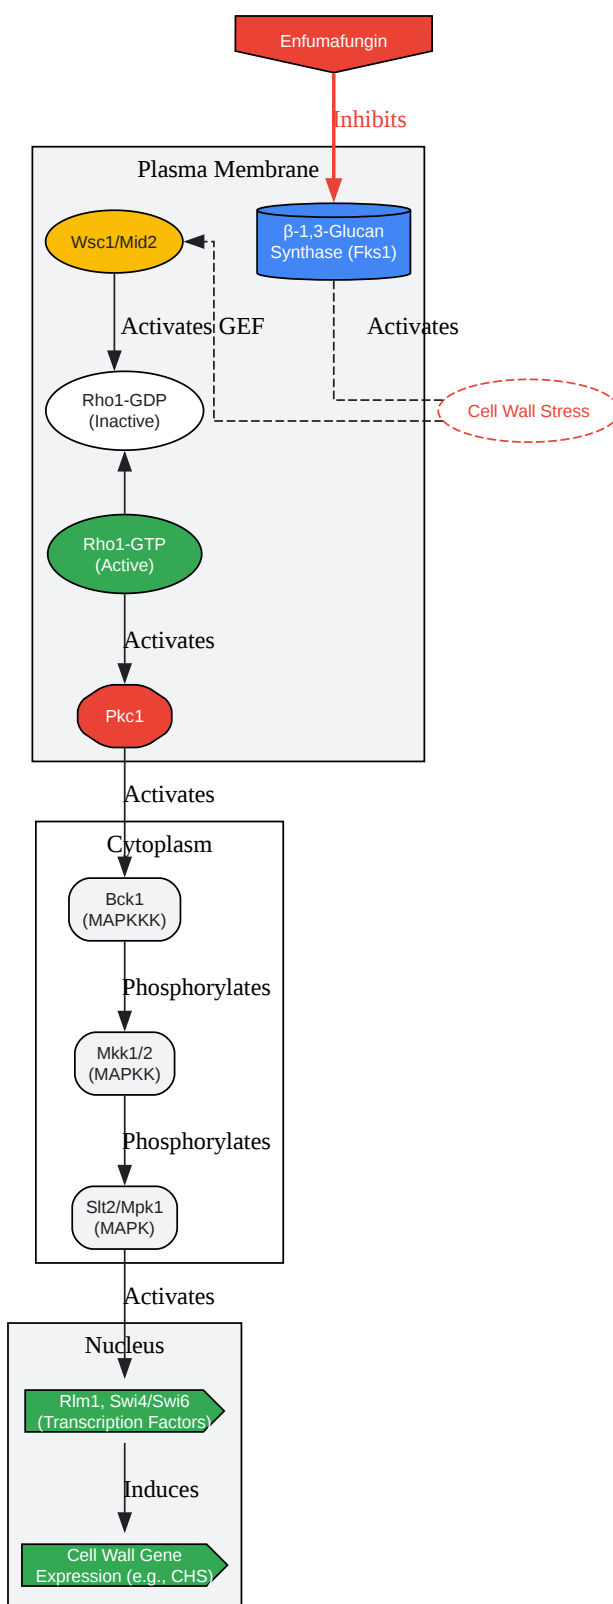 Enfumafungin
Inhibits
Plasma Membrane
Wsc1/Mid2
β-1,3-Glucan
Synthase (Fks1)
Activates GEF
Activates
Rho1-GDP
(Inactive)
Cell Wall Stress
Rho1-GTP
(Active)
Activates
Pkc1
Activates
Cytoplasm
Bck1
(MAPKKK)
Phosphorylates
Mkk1/2
(MAPKK)
Phosphorylates
Slt2/Mpk1
(MAPK)
Activates
Nucleus
Rlm1, Swi4/Swi6
(Transcription Factors)
Induces
Cell Wall Gene
Expression (e.g., CHS)